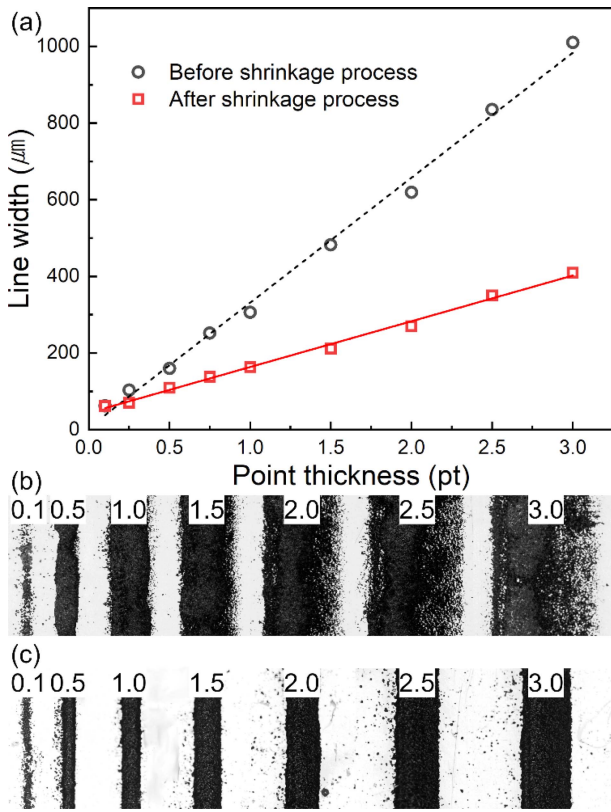 (a)
1000
800
600
400
200
0
Line width (㎛)
Before shrinkage process
After shrinkage process
0.0 0.5 1.0 1.5 2.0 2.5 3.0
Point thickness (pt)
(b)
0.1 0.5 1.0 1.5 2.0 2.5 3.0
(c)
0.1 0.5 1.0 1.5 2.0 2.5 3.0